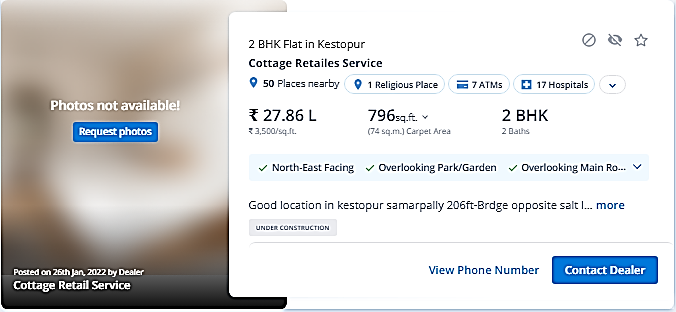 Photos not available!
Request photos
Posted on 26th Jan, 2022 by Dealer
Cottage Retail Service
2 BHK Flat in Kestopur
Cottage Retailes Service
50 Places nearby 1 Religious Place 7 ATMs 17 Hospitals
₹ 27.86 L 796sq.ft. 2 BHK
₹ 3,500/sq.ft. (74 sq.m.) Carpet Area 2 Baths
North-East Facing Overlooking Park/Garden Overlooking Main Ro...
Good location in kestopur samarpally 206ft-Brdge opposite salt l... more
UNDER CONSTRUCTION
View Phone Number Contact Dealer